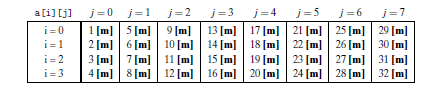 a[i][j] j = 0 j = 1 j = 2 j = 3 j = 4 j = 5 j = 6 j = 7
i = 0 1 [m] 5 [m] 9 [m] 13 [m] 17 [m] 21 [m] 25 [m] 29 [m]
i = 1 2 [m] 6 [m] 10 [m] 14 [m] 18 [m] 22 [m] 26 [m] 30 [m]
i = 2 3 [m] 7 [m] 11 [m] 15 [m] 19 [m] 23 [m] 27 [m] 31 [m]
i = 3 4 [m] 8 [m] 12 [m] 16 [m] 20 [m] 24 [m] 28 [m] 32 [m]